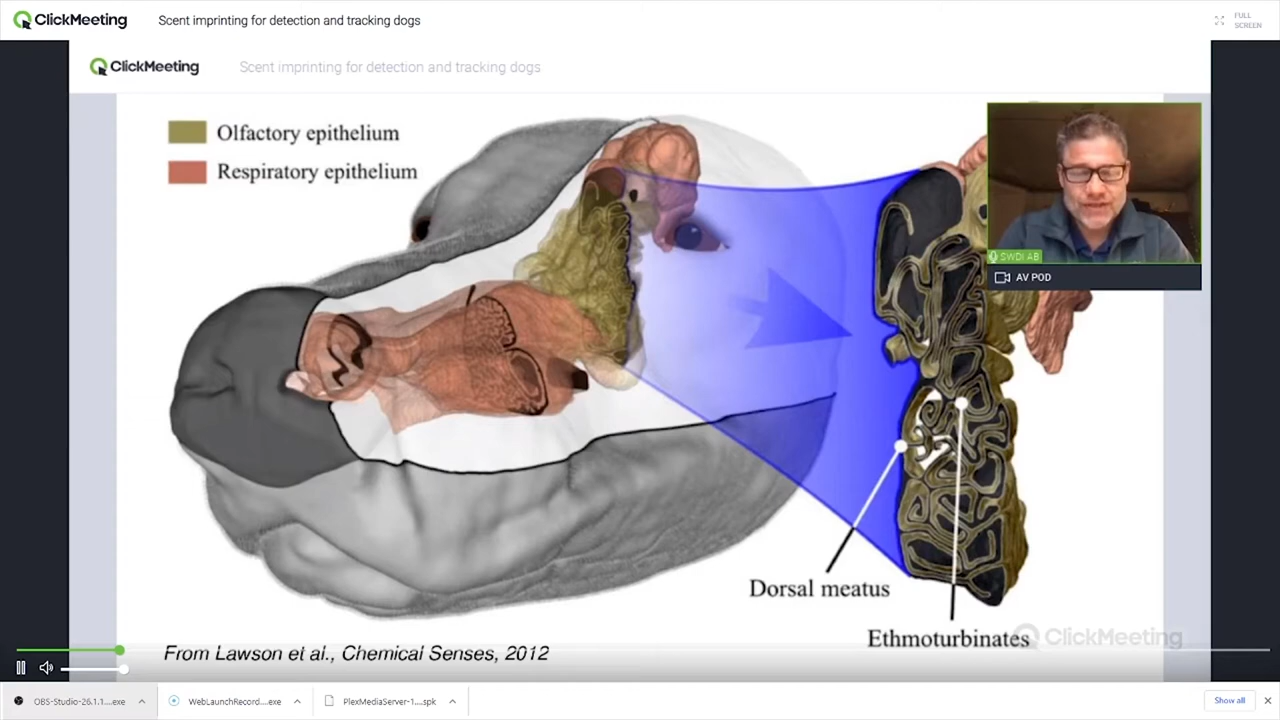 ClickMeeting
Scent imprinting for detection and tracking dogs
FULL
SCREEN
ClickMeeting
Scent imprinting for detection and tracking dogs
Olfactory epithelium
Respiratory epithelium
SWDI AB
AV POD
Dorsal meatus
Ethmoturbinates
ClickMeeting
From Lawson et al., Chemical Senses, 2012
OBS-Studio-26.1.1....exe
WebLaunchRecord....exe
PlexMediaServer-1....spk
Show all